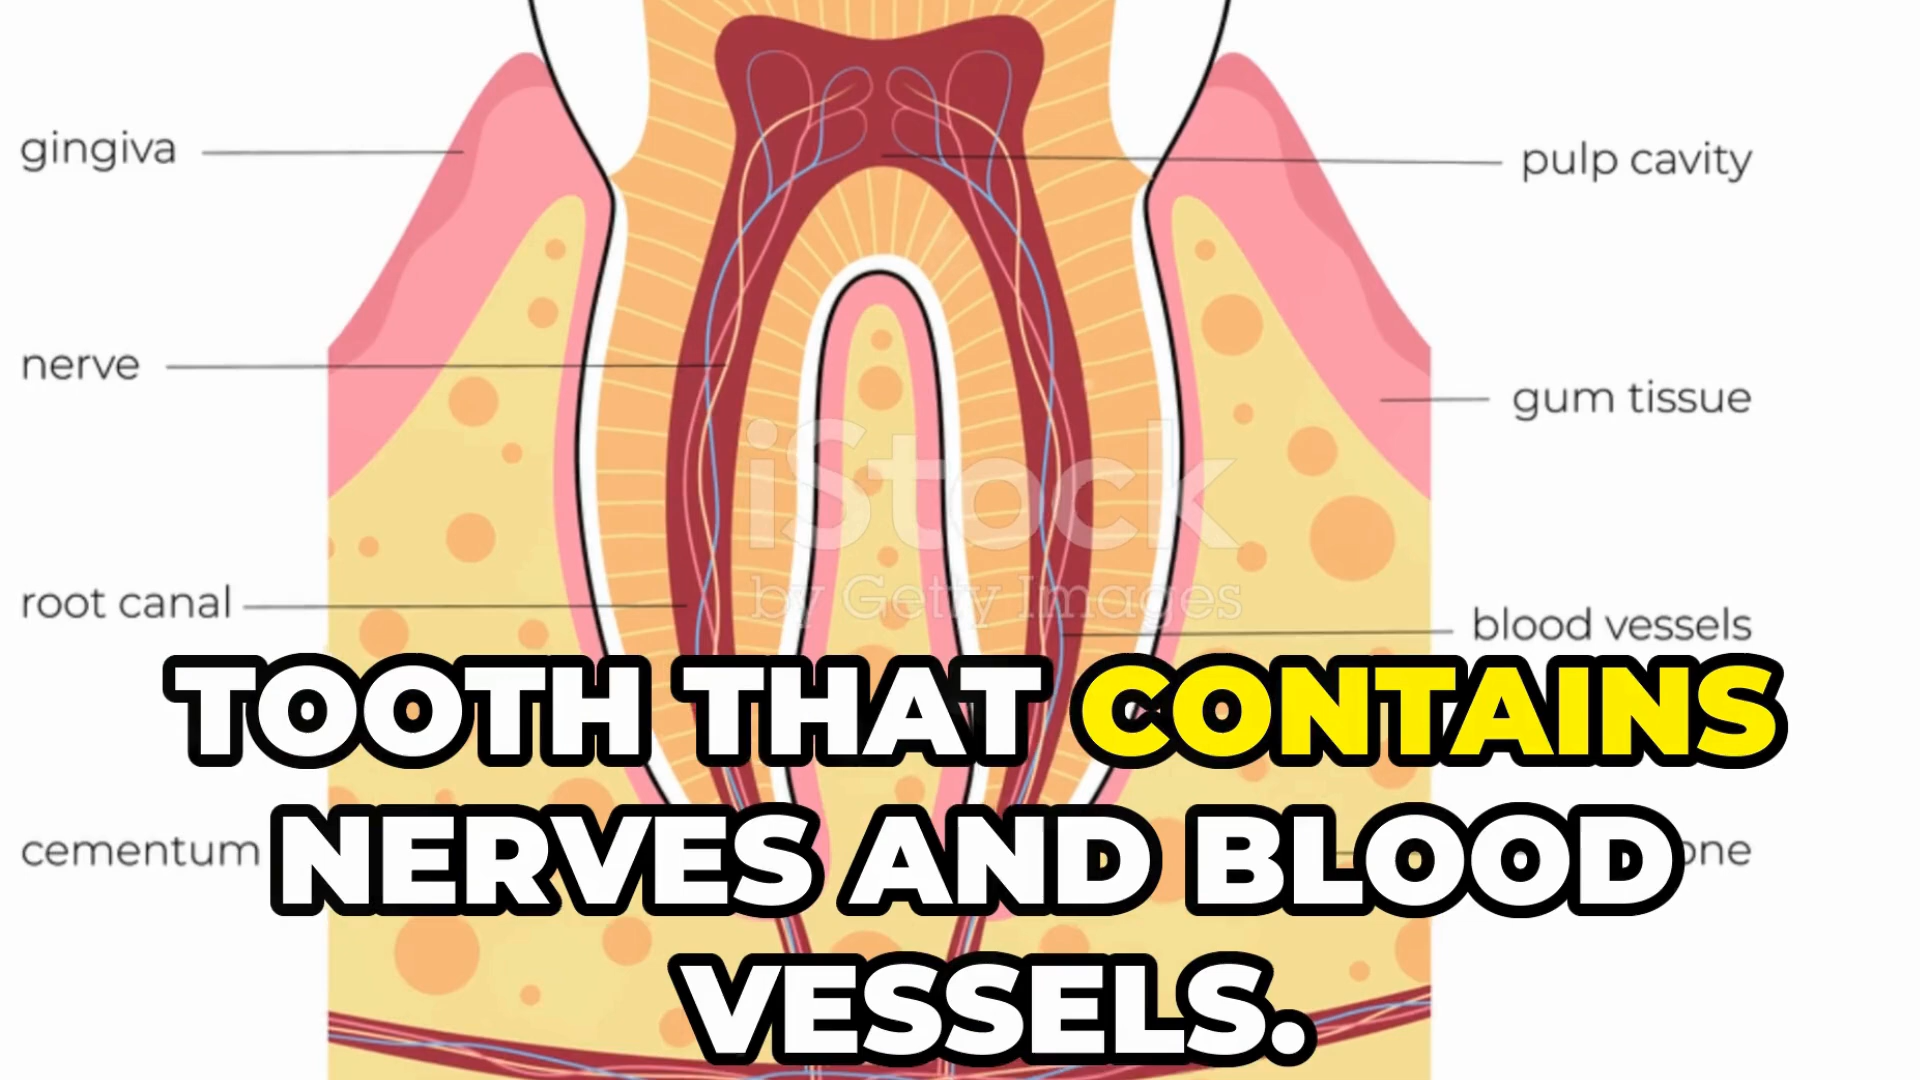 gingiva
pulp cavity
nerve
gum tissue
iStock
by Getty Images
root canal
blood vessels
TOOTH THAT CONTAINS
NERVES AND BLOOD
VESSELS.
cementum